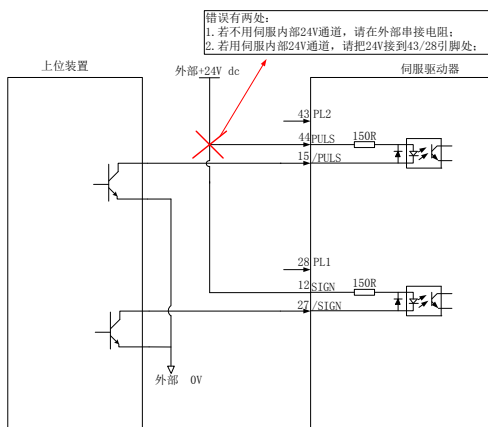 错误有两处:
1. 若不用伺服内部24V通道, 请在外部串接电阻;
2. 若用伺服内部24V通道, 请把24V接到43/28引脚处;
上位装置
外部+24V dc
伺服驱动器
43 PL2
44 PULS 150R
15 /PULS
28 PL1
12 SIGN 150R
27 /SIGN
外部 0V